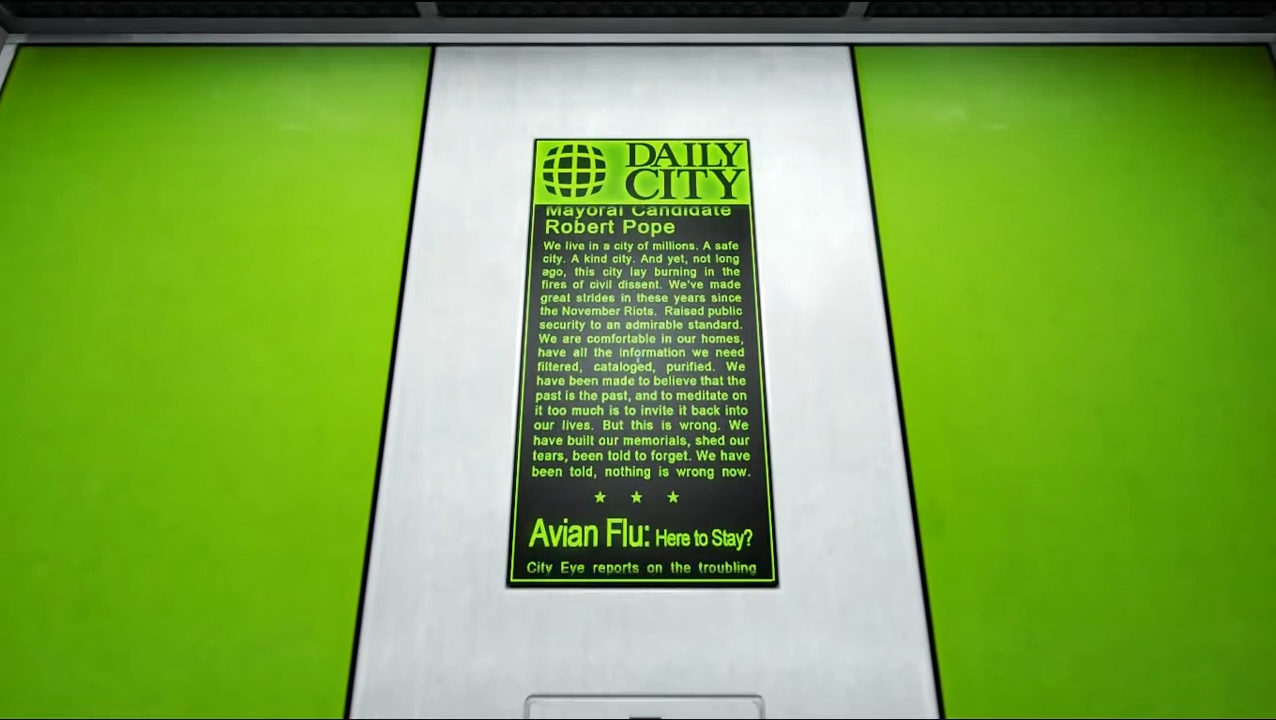 DAILY
CITY
Mayoral Candidate
Robert Pope
We live in a city of millions. A safe
city. A kind city. And yet, not long
ago, this city lay burning in the
fires of civil dissent. We've made
great strides in these years since
the November Riots. Raised public
security to an admirable standard.
We are comfortable in our homes,
have all the information we need
filtered, cataloged, purified. We
have been made to believe that the
past is the past, and to meditate on
it too much is to invite it back into
our lives. But this is wrong. We
have built our memorials, shed our
tears, been told to forget. We have
been told, nothing is wrong now.
Avian Flu: Here to Stay?
City Eye reports on the troubling